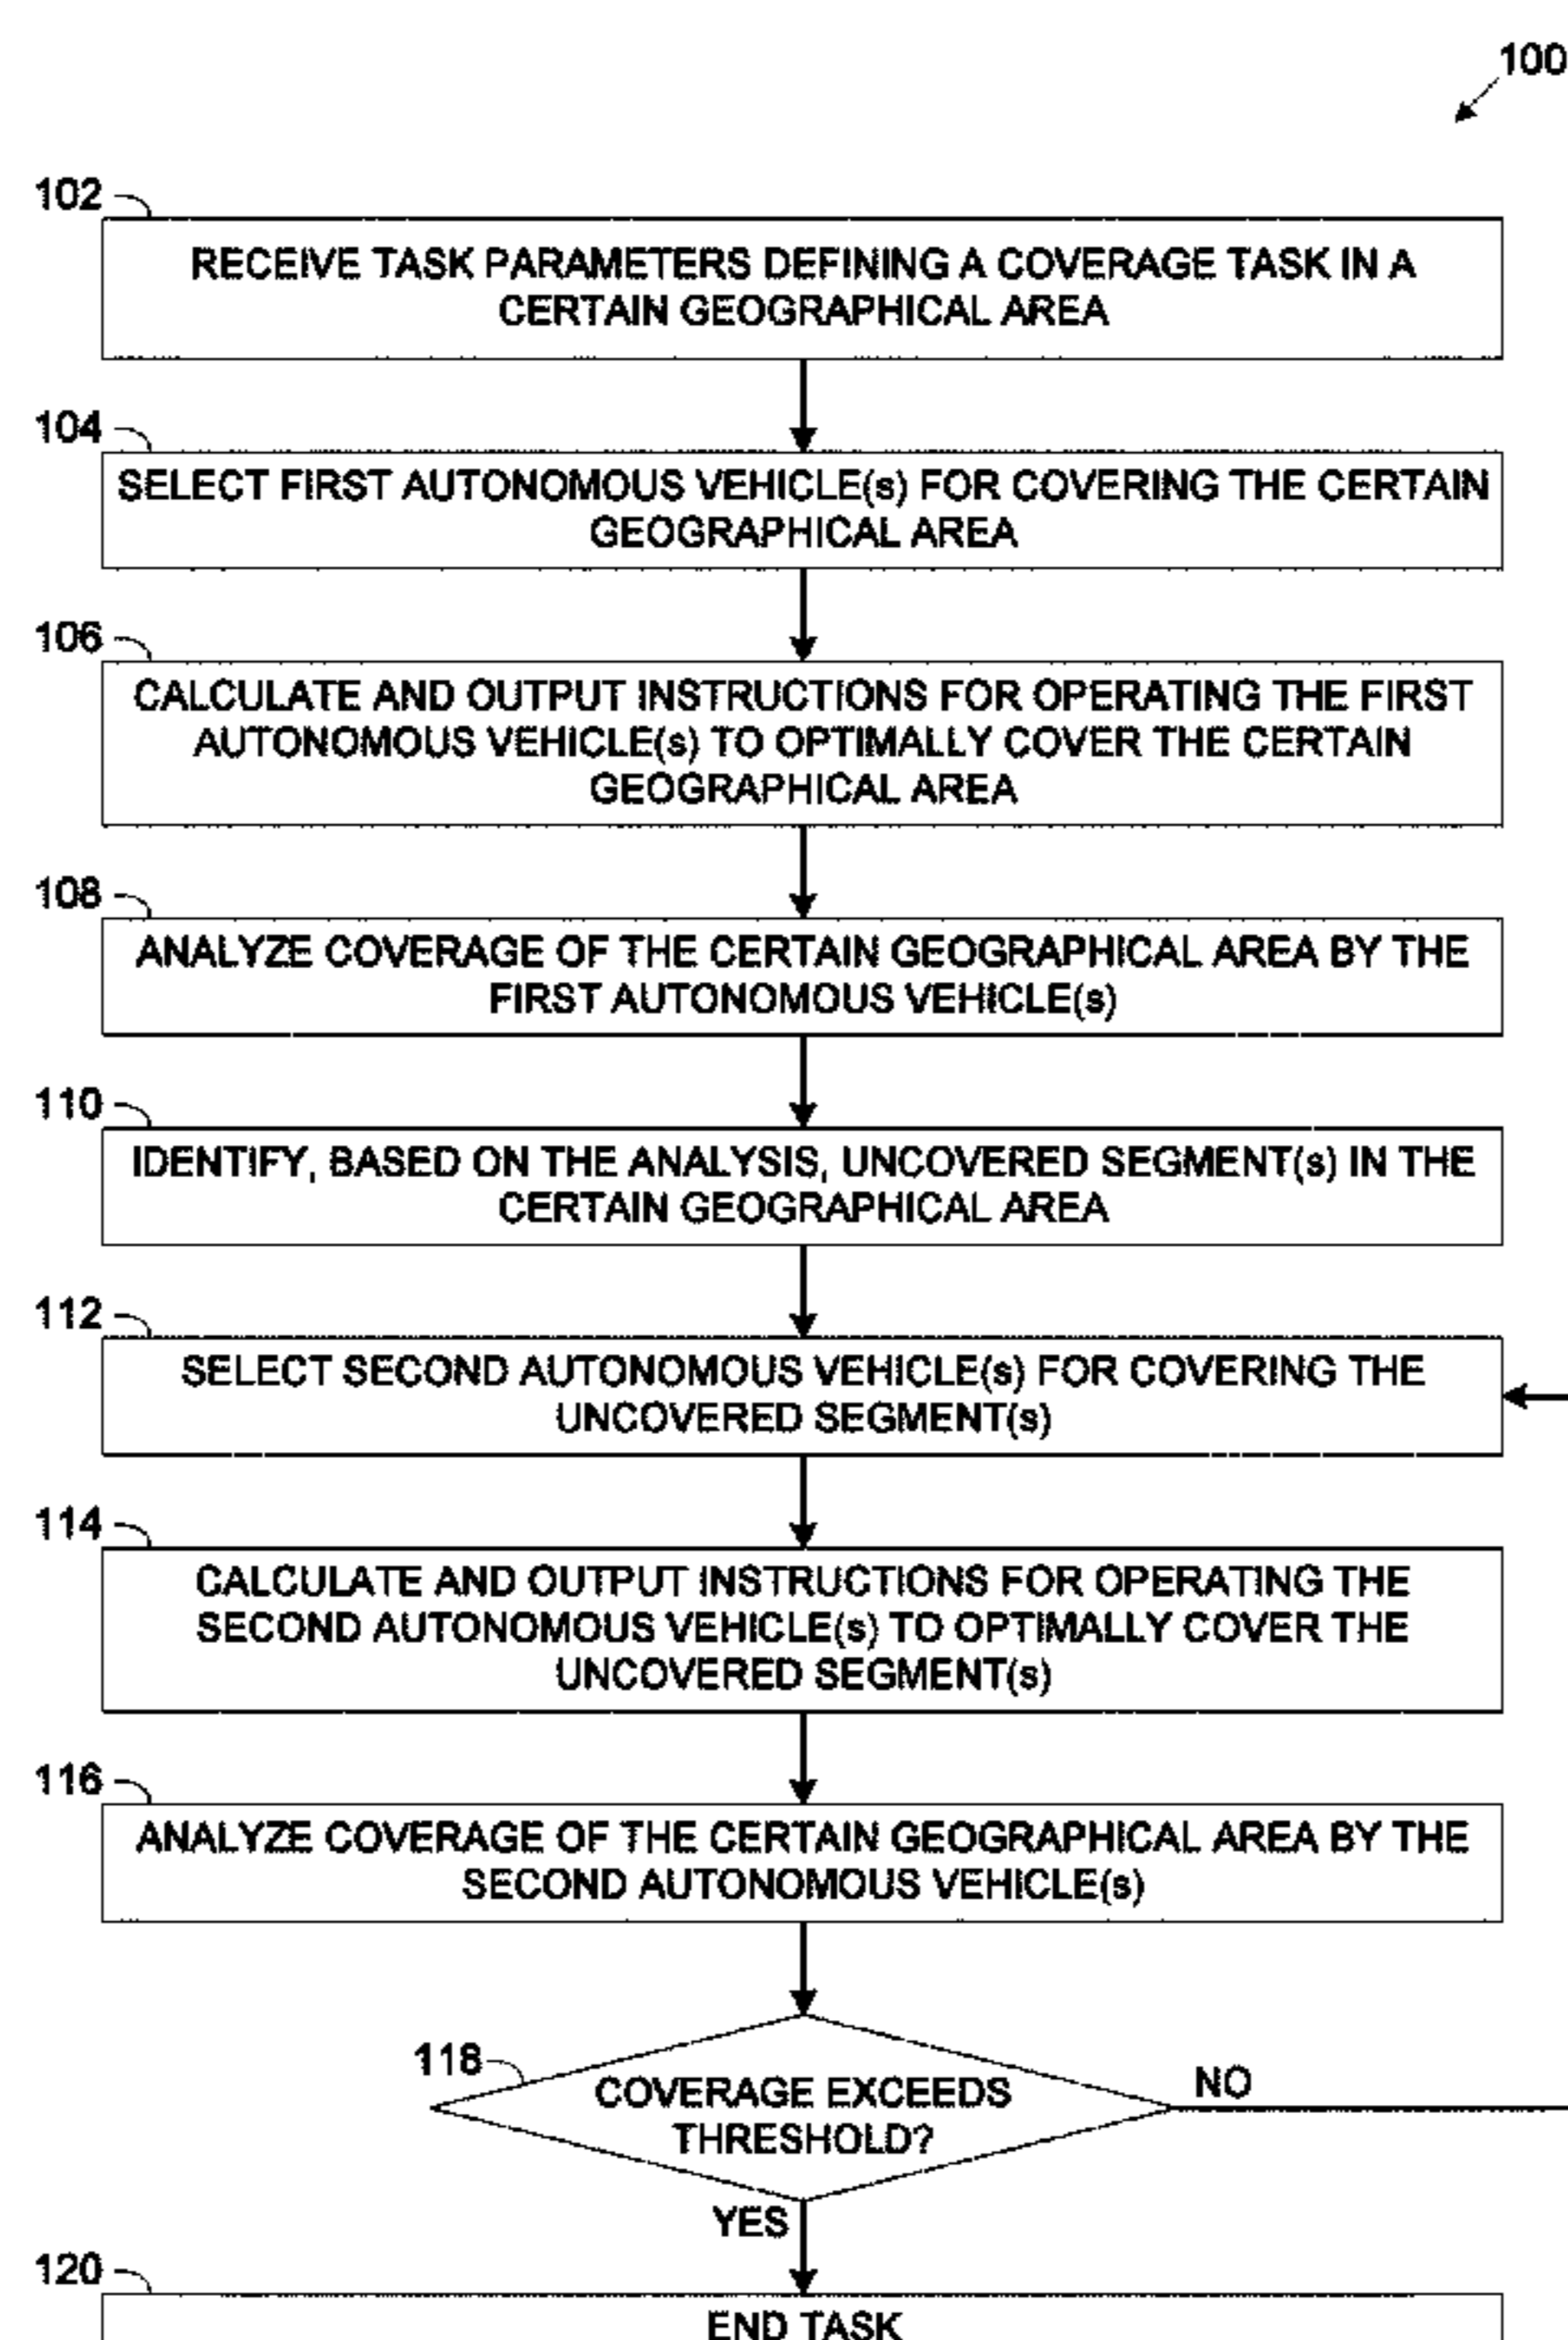 100
102
RECEIVE TASK PARAMETERS DEFINING A COVERAGE TASK IN A
CERTAIN GEOGRAPHICAL AREA
104
SELECT FIRST AUTONOMOUS VEHICLE(s) FOR COVERING THE CERTAIN
GEOGRAPHICAL AREA
106
CALCULATE AND OUTPUT INSTRUCTIONS FOR OPERATING THE FIRST
AUTONOMOUS VEHICLE(s) TO OPTIMALLY COVER THE CERTAIN
GEOGRAPHICAL AREA
108
ANALYZE COVERAGE OF THE CERTAIN GEOGRAPHICAL AREA BY THE
FIRST AUTONOMOUS VEHICLE(s)
110
IDENTIFY, BASED ON THE ANALYSIS, UNCOVERED SEGMENT(s) IN THE
CERTAIN GEOGRAPHICAL AREA
112
SELECT SECOND AUTONOMOUS VEHICLE(s) FOR COVERING THE
UNCOVERED SEGMENT(s)
114
CALCULATE AND OUTPUT INSTRUCTIONS FOR OPERATING THE
SECOND AUTONOMOUS VEHICLE(s) TO OPTIMALLY COVER THE
UNCOVERED SEGMENT(s)
116
ANALYZE COVERAGE OF THE CERTAIN GEOGRAPHICAL AREA BY THE
SECOND AUTONOMOUS VEHICLE(s)
118
COVERAGE EXCEEDS
THRESHOLD?
NO
YES
120
END TASK